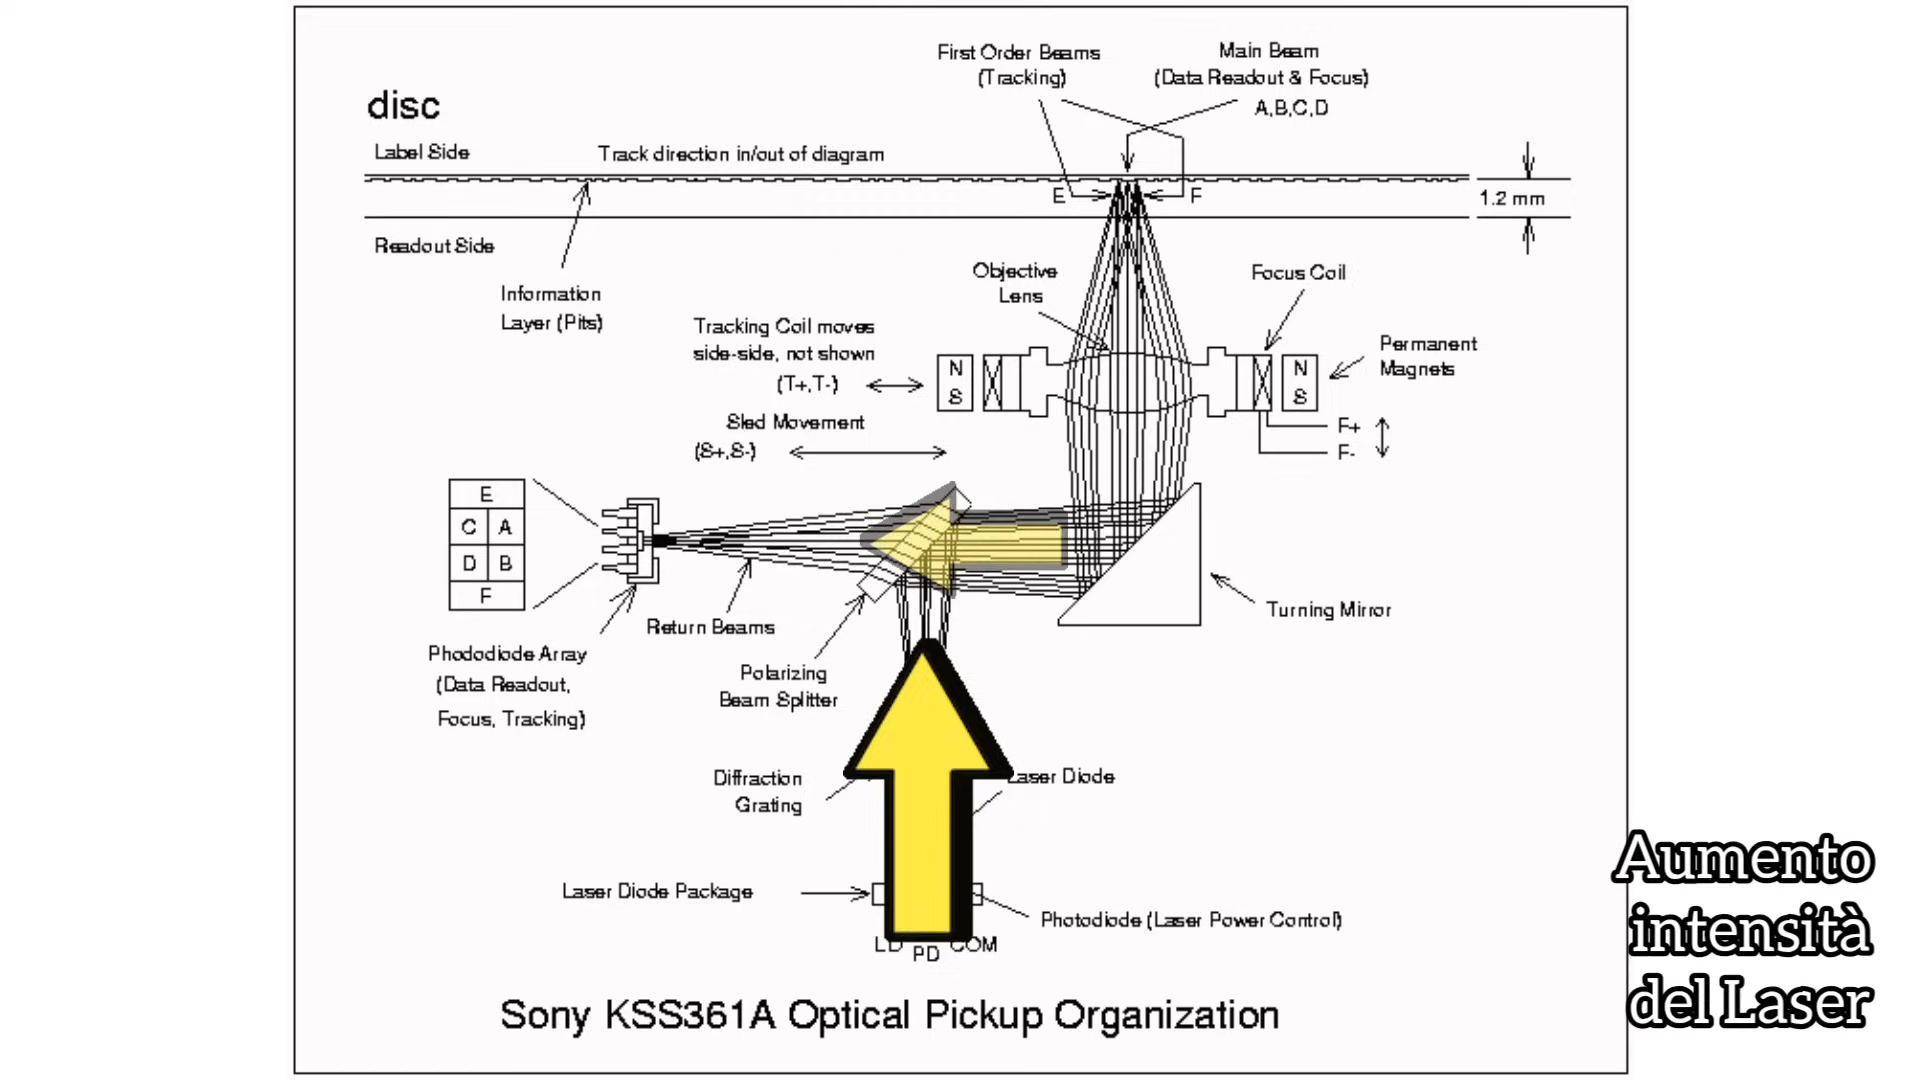 First Order Beams
(Tracking)
Main Beam
(Data Readout & Focus)
A,B,C,D
disc
Label Side
Track direction in/out of diagram
E
F
1.2 mm
Readout Side
Information
Layer (Pits)
Objective
Lens
Focus Coil
Tracking Coil moves
side-side, not shown
(T+,T-)
N
S
N
S
Permanent
Magnets
Sled Movement
(S+,S-)
F+
F-
E
C A
D B
F
Return Beams
Turning Mirror
Phododiode Array
(Data Readout,
Focus, Tracking)
Polarizing
Beam Splitter
Diffraction
Grating
Laser Diode
Laser Diode Package
Photodiode (Laser Power Control)
LD
PD
COM
Sony KSS361A Optical Pickup Organization
Aumento
intensità
del Laser